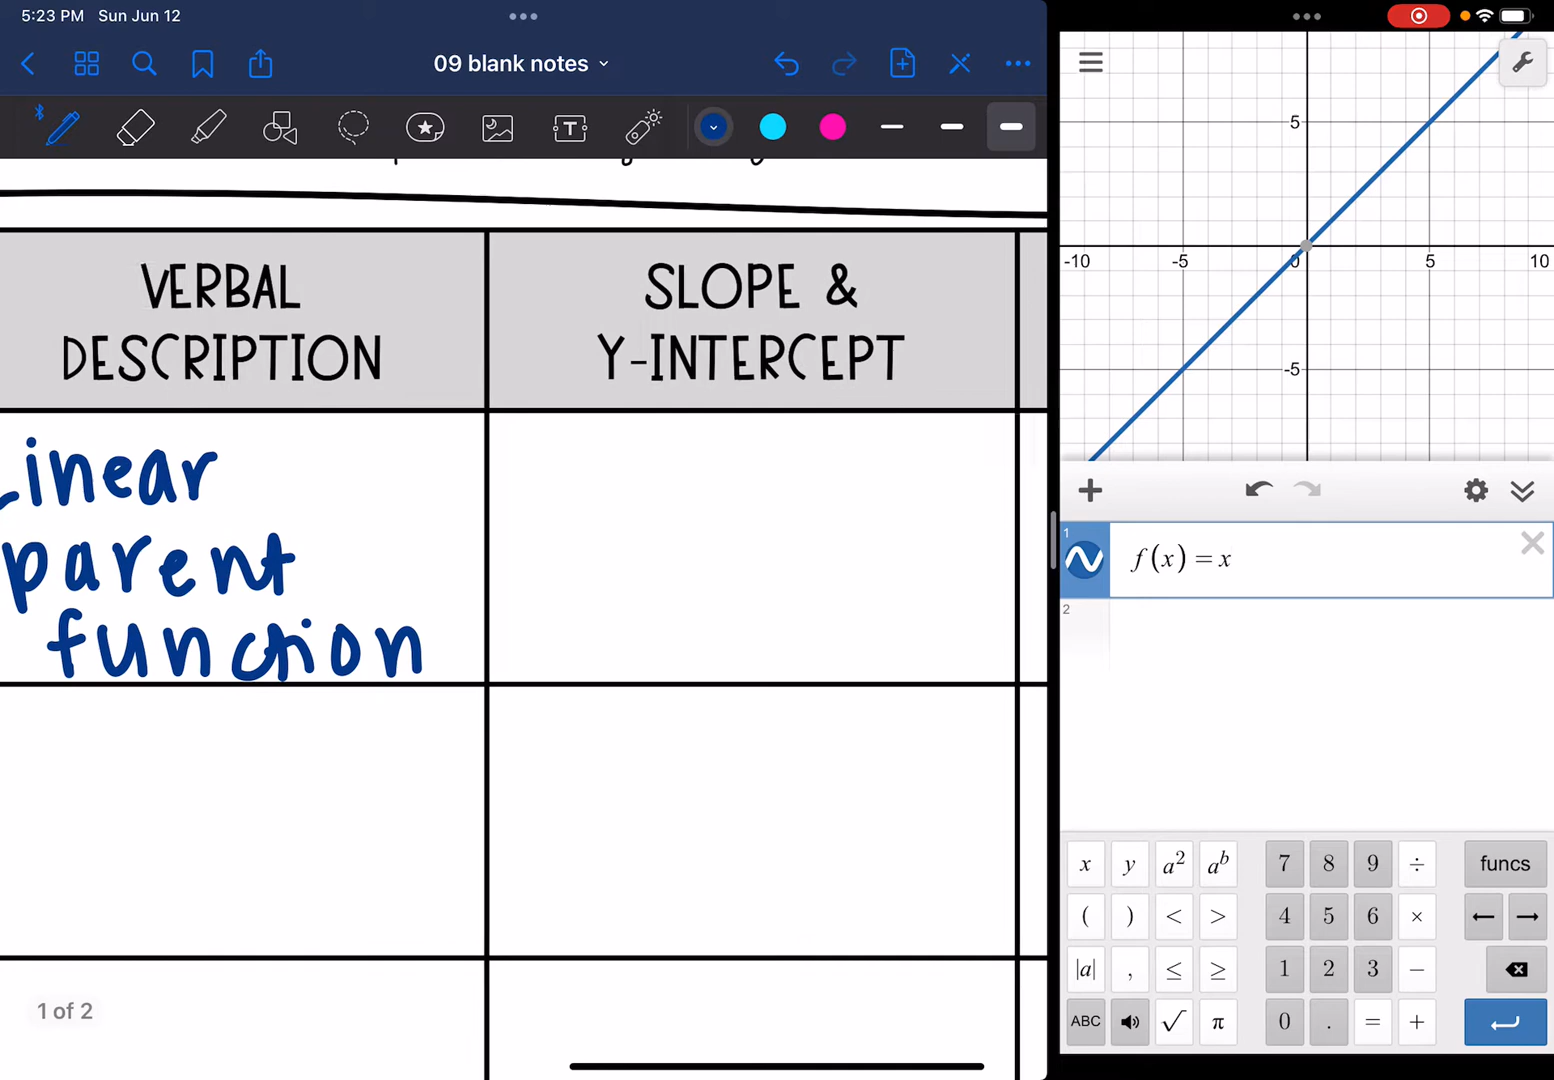 5:23 PM Sun Jun 12
09 blank notes
T
VERBAL
DESCRIPTION
SLOPE &
Y-INTERCEPT
Linear
parent
function
1 of 2
5
-10 -5 0 5 10
-5
1
f(x) = x
2
x y a² aᵇ 7 8 9 ÷ funcs
( ) < > 4 5 6 × ← →
|a| , ≤ ≥ 1 2 3 −
ABC √ π 0 . = +